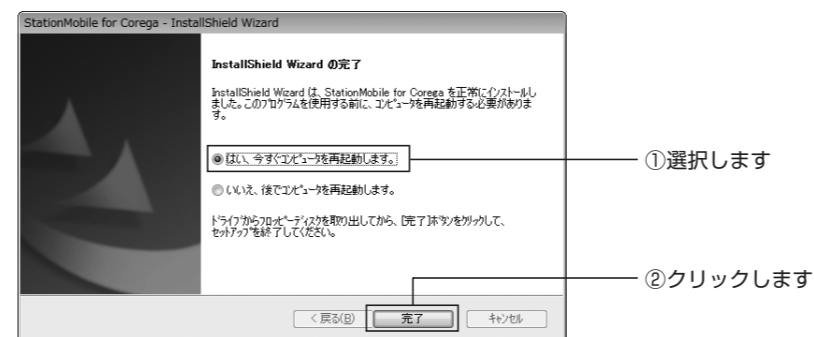 StationMobile for Corega - InstallShield Wizard
InstallShield Wizard の完了
InstallShield Wizard は、StationMobile for Corega を正常にインストールし
ました。このプログラムを使用する前に、コンピュータを再起動する必要がありま
す。
はい、今すぐコンピュータを再起動します。
①選択します
いいえ、後でコンピュータを再起動します。
ドライブからフロッピーディスクを取り出してから、[完了]ボタンをクリックして、
セットアップを終了してください。
②クリックします
< 戻る(B)
完了
キャンセル